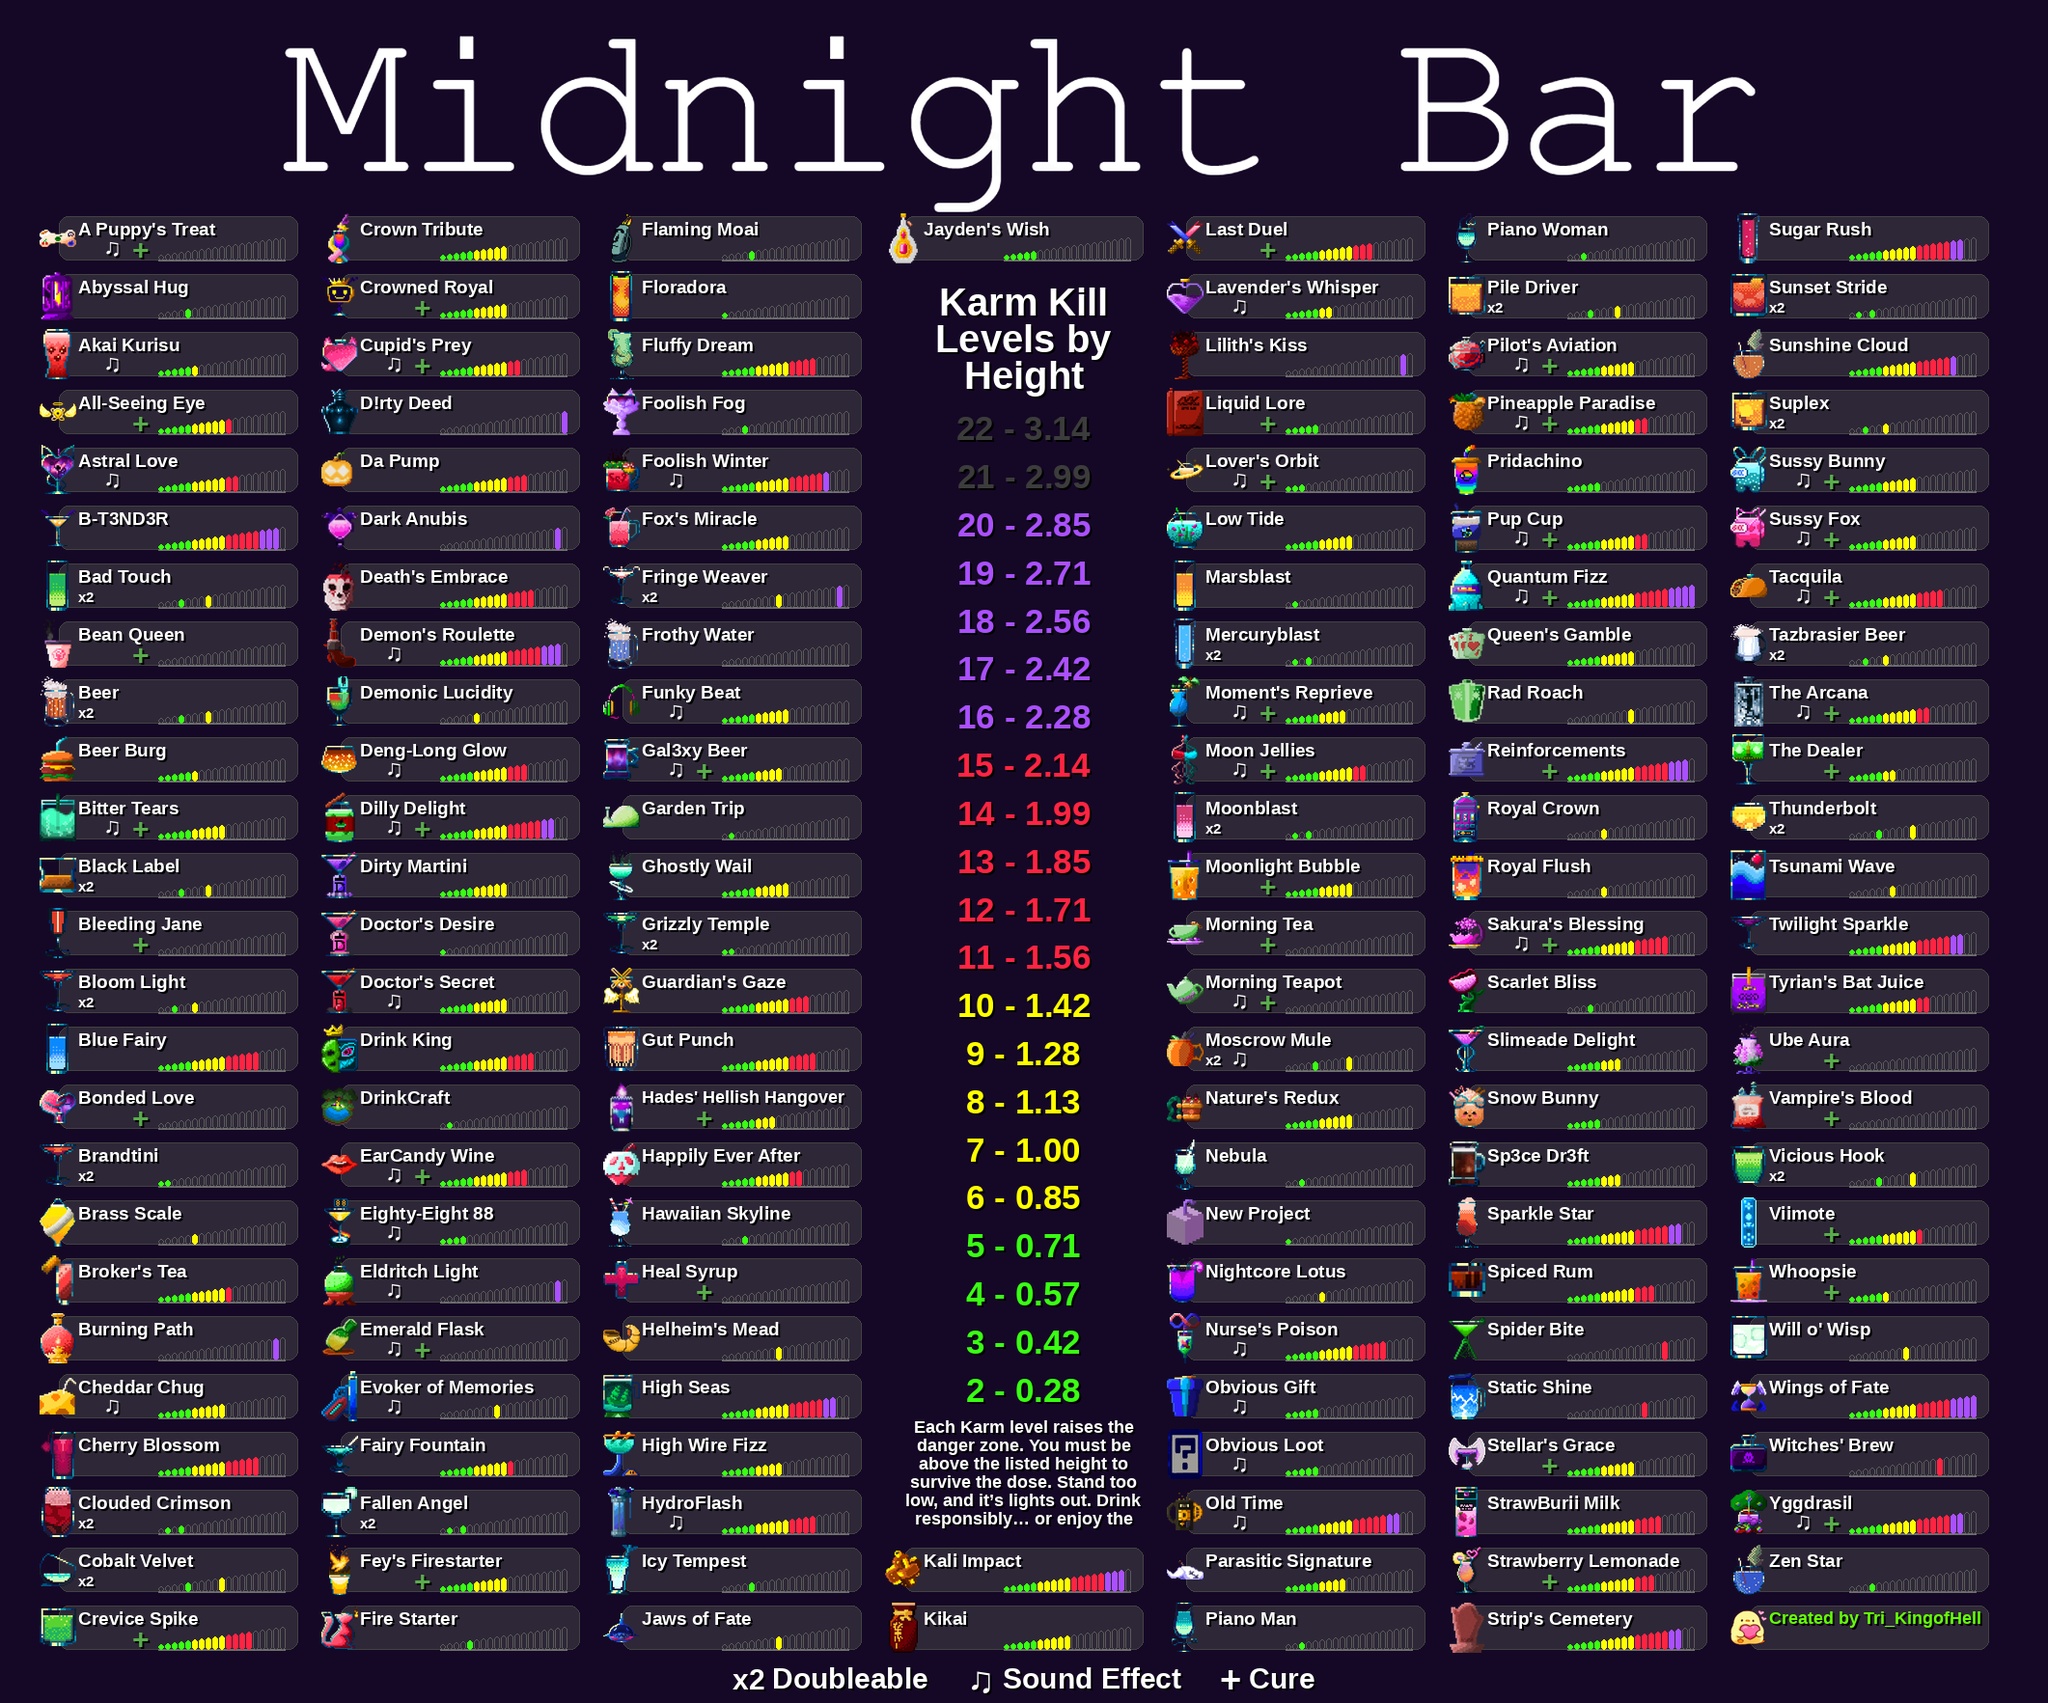 Midnight Bar
A Puppy's Treat
♫ +
Abyssal Hug
Akai Kurisu
♫
All-Seeing Eye
+
Astral Love
♫
B-T3ND3R
Bad Touch
x2
Bean Queen
+
Beer
x2
Beer Burg
Bitter Tears
♫ +
Black Label
x2
Bleeding Jane
+
Bloom Light
x2
Blue Fairy
Bonded Love
+
Brandtini
x2
Brass Scale
Broker's Tea
Burning Path
Cheddar Chug
♫
Cherry Blossom
Clouded Crimson
x2
Cobalt Velvet
x2
Crevice Spike
+
Crown Tribute
Crowned Royal
+
Cupid's Prey
♫ +
D!rty Deed
Da Pump
Dark Anubis
Death's Embrace
Demon's Roulette
♫
Demonic Lucidity
Deng-Long Glow
♫
Dilly Delight
♫ +
Dirty Martini
Doctor's Desire
Doctor's Secret
♫
Drink King
DrinkCraft
EarCandy Wine
♫ +
Eighty-Eight 88
♫
Eldritch Light
♫
Emerald Flask
♫ +
Evoker of Memories
♫
Fairy Fountain
Fallen Angel
x2
Fey's Firestarter
+
Fire Starter
Flaming Moai
Floradora
Fluffy Dream
Foolish Fog
Foolish Winter
♫
Fox's Miracle
Fringe Weaver
x2
Frothy Water
Funky Beat
♫
Gal3xy Beer
♫ +
Garden Trip
Ghostly Wail
Grizzly Temple
x2
Guardian's Gaze
Gut Punch
Hades' Hellish Hangover
+
Happily Ever After
Hawaiian Skyline
Heal Syrup
+
Helheim's Mead
High Seas
High Wire Fizz
HydroFlash
♫
Icy Tempest
Jaws of Fate
Jayden's Wish
Karm Kill
Levels by
Height
22 - 3.14
21 - 2.99
20 - 2.85
19 - 2.71
18 - 2.56
17 - 2.42
16 - 2.28
15 - 2.14
14 - 1.99
13 - 1.85
12 - 1.71
11 - 1.56
10 - 1.42
9 - 1.28
8 - 1.13
7 - 1.00
6 - 0.85
5 - 0.71
4 - 0.57
3 - 0.42
2 - 0.28
Each Karm level raises the
danger zone. You must be
above the listed height to
survive the dose. Stand too
low, and it's lights out. Drink
responsibly... or enjoy the
Kali Impact
Kikai
Last Duel
+
Lavender's Whisper
♫
Lilith's Kiss
Liquid Lore
+
Lover's Orbit
♫ +
Low Tide
Marsblast
Mercuryblast
x2
Moment's Reprieve
♫ +
Moon Jellies
♫ +
Moonblast
x2
Moonlight Bubble
+
Morning Tea
+
Morning Teapot
♫ +
Moscrow Mule
x2 ♫
Nature's Redux
Nebula
New Project
Nightcore Lotus
Nurse's Poison
♫
Obvious Gift
♫
Obvious Loot
♫
Old Time
♫
Parasitic Signature
Piano Man
Piano Woman
Pile Driver
x2
Pilot's Aviation
♫ +
Pineapple Paradise
♫ +
Pridachino
Pup Cup
♫ +
Quantum Fizz
♫ +
Queen's Gamble
Rad Roach
Reinforcements
+
Royal Crown
Royal Flush
Sakura's Blessing
♫ +
Scarlet Bliss
Slimeade Delight
Snow Bunny
Sp3ce Dr3ft
Sparkle Star
Spiced Rum
Spider Bite
Static Shine
Stellar's Grace
+
StrawBurii Milk
Strawberry Lemonade
+
Strip's Cemetery
Sugar Rush
Sunset Stride
x2
Sunshine Cloud
Suplex
x2
Sussy Bunny
♫ +
Sussy Fox
♫ +
Tacquila
♫ +
Tazbrasier Beer
x2
The Arcana
♫ +
The Dealer
+
Thunderbolt
x2
Tsunami Wave
Twilight Sparkle
Tyrian's Bat Juice
Ube Aura
+
Vampire's Blood
+
Vicious Hook
x2
Viimote
+
Whoopsie
+
Will o' Wisp
Wings of Fate
Witches' Brew
Yggdrasil
♫ +
Zen Star
Created by Tri_KingofHell
x2 Doubleable ♫ Sound Effect + Cure